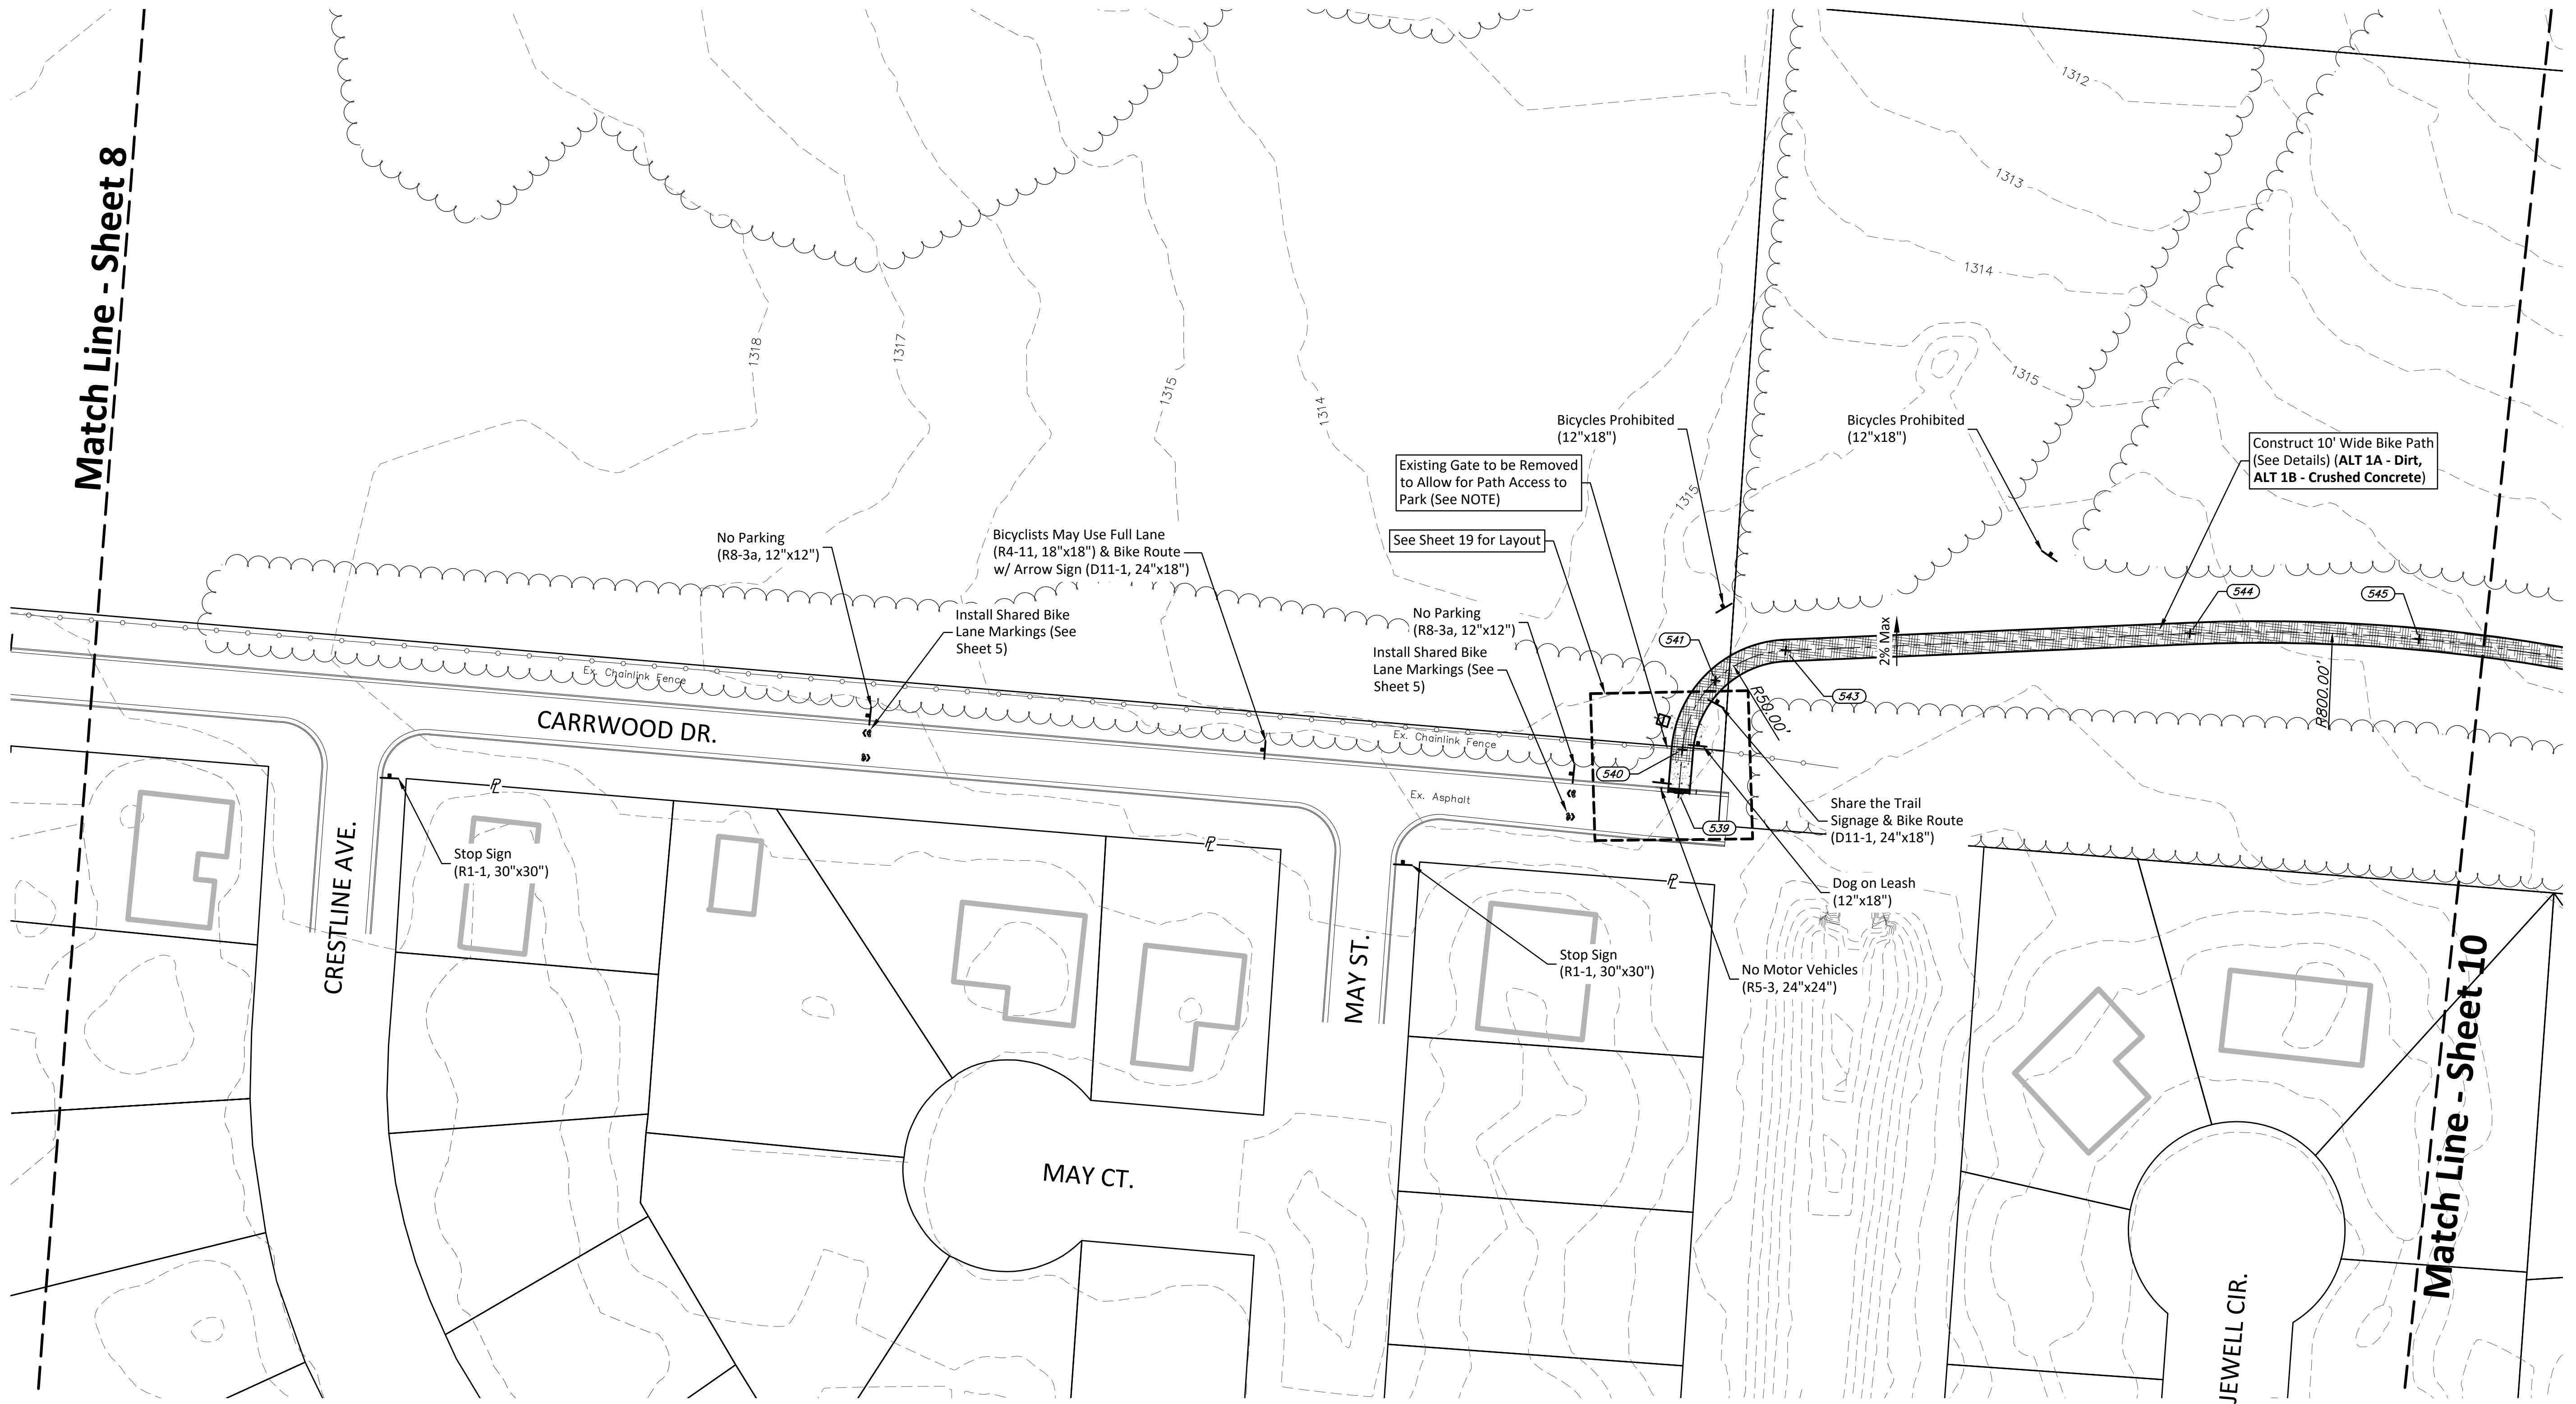 Match Line - Sheet 8
1312
1313
1314
1315
1318
1317
1315
1314
1315
Bicycles Prohibited
(12"x18")
Bicycles Prohibited
(12"x18")
Construct 10' Wide Bike Path
(See Details) (ALT 1A - Dirt,
ALT 1B - Crushed Concrete)
Existing Gate to be Removed
to Allow for Path Access to
Park (See NOTE)
See Sheet 19 for Layout
No Parking
(R8-3a, 12"x12")
Bicyclists May Use Full Lane
(R4-11, 18"x18") & Bike Route
w/ Arrow Sign (D11-1, 24"x18")
Install Shared Bike
Lane Markings (See
Sheet 5)
No Parking
(R8-3a, 12"x12")
Install Shared Bike
Lane Markings (See
Sheet 5)
541
544
545
2% Max
543
R50.00'
R800.00'
Ex. Chainlink Fence
CARRWOOD DR.
Ex. Chainlink Fence
540
Ex. Asphalt
539
PL
PL
PL
Share the Trail
Signage & Bike Route
(D11-1, 24"x18")
Stop Sign
(R1-1, 30"x30")
CRESTLINE AVE.
Dog on Leash
(12"x18")
Stop Sign
(R1-1, 30"x30")
MAY ST.
No Motor Vehicles
(R5-3, 24"x24")
MAY CT.
JEWELL CIR.
Match Line - Sheet 10